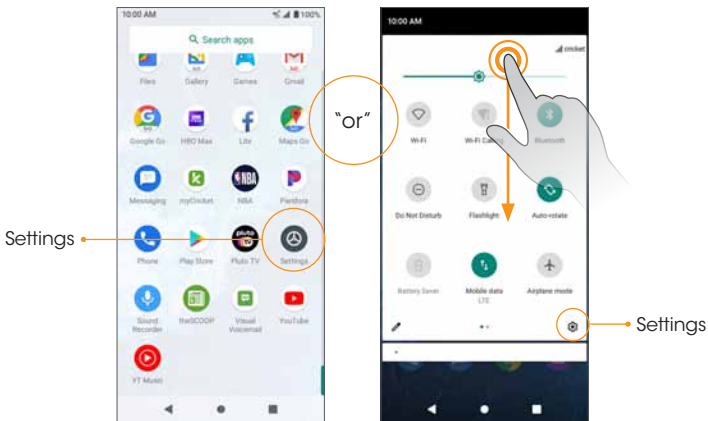 10:00 AM
100%
Search apps
Files Gallery Games Gmail
Google Go HBO Max Lite Maps Go
Messaging myCricket NBA Pandora
Phone Play Store Pluto TV Settings
Sound Recorder theSCOOP Visual Voicemail YouTube
YT Music
Settings
"or"
10:00 AM
cricket
Wi-Fi Wi-Fi Calling Bluetooth
Do Not Disturb Flashlight Auto-rotate
Battery Saver Mobile data Airplane mode
LTE
Settings